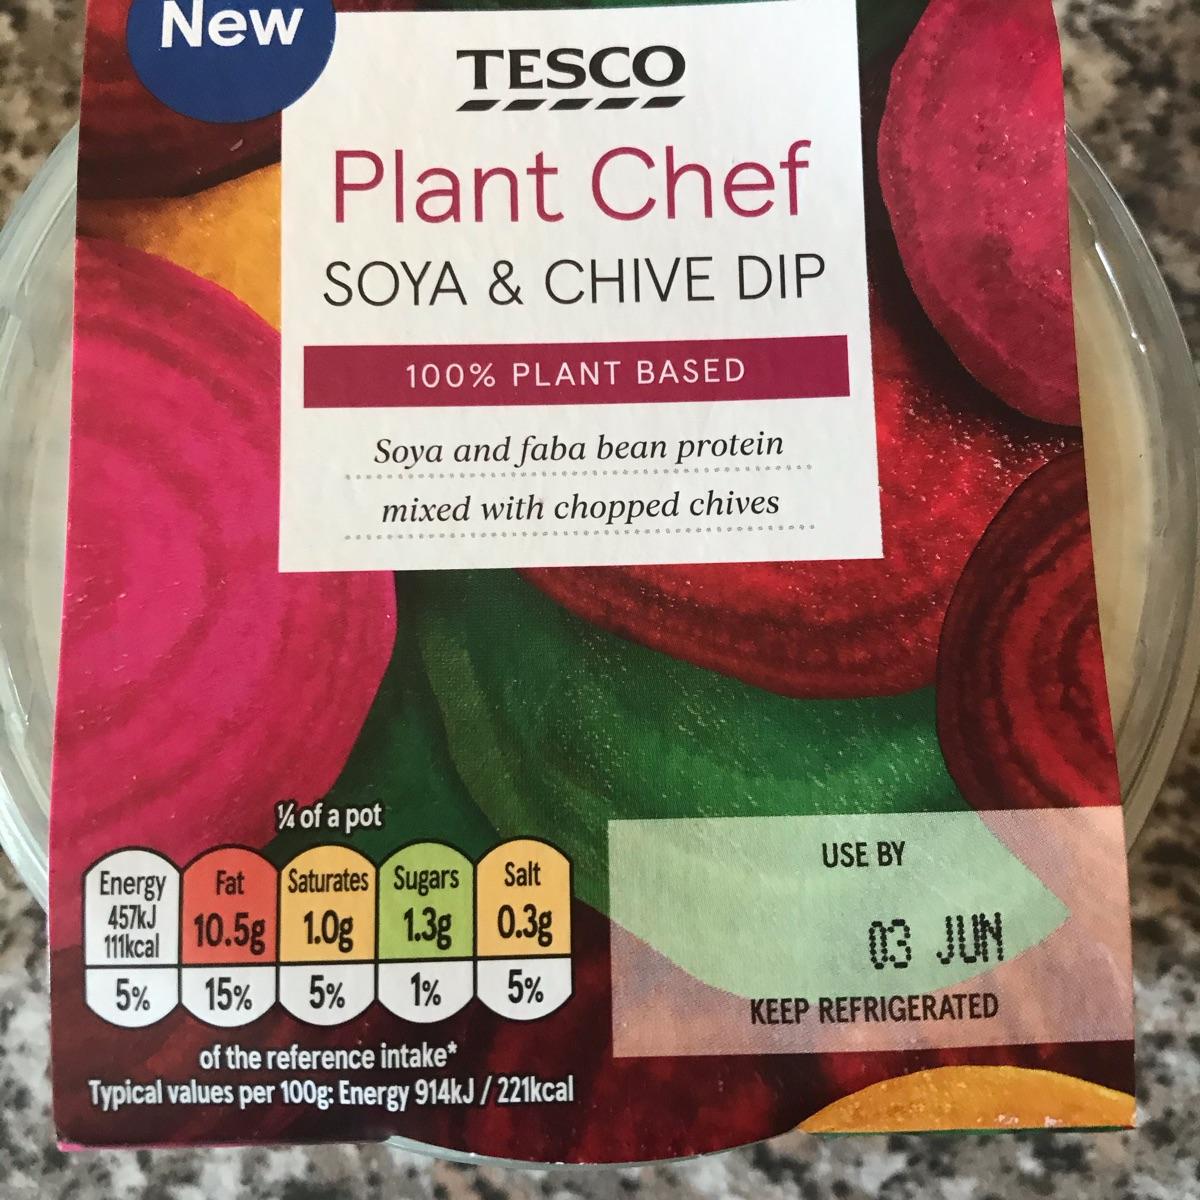 New
TESCO
Plant Chef
SOYA & CHIVE DIP
100% PLANT BASED
Soya and faba bean protein
mixed with chopped chives
¼ of a pot
Energy
457kJ
111kcal
5%
Fat
10.5g
15%
Saturates
1.0g
5%
Sugars
1.3g
1%
Salt
0.3g
5%
of the reference intake*
Typical values per 100g: Energy 914kJ / 221kcal
USE BY
03 JUN
KEEP REFRIGERATED